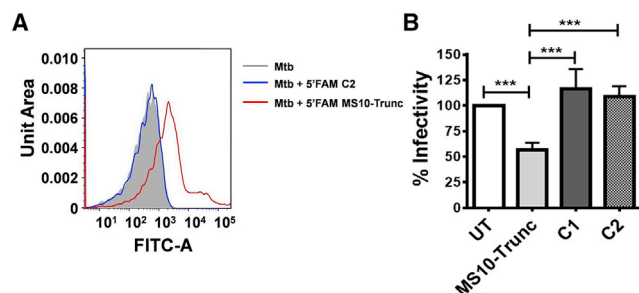 A
Unit Area
0.010
0.008
0.006
0.004
0.002
0
10¹ 10² 10³ 10⁴ 10⁵
FITC-A
Mtb
Mtb + 5'FAM C2
Mtb + 5'FAM MS10-Trunc
B
% Infectivity
150
125
100
75
50
25
0
***
***
***
UT
MS10-Trunc
C1
C2